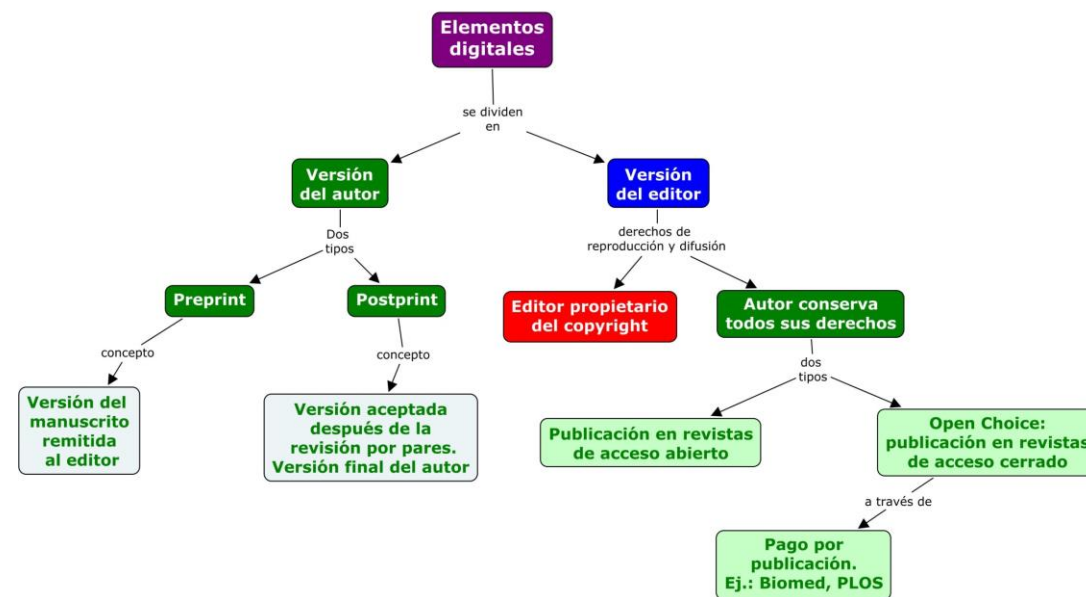 Elementos
digitales
se dividen
en
Versión
del autor
Versión
del editor
Dos
tipos
derechos de
reproducción y difusión
Preprint
Postprint
Editor propietario
del copyright
Autor conserva
todos sus derechos
concepto
concepto
dos
tipos
Versión del
manuscrito
remitida
al editor
Versión aceptada
después de la
revisión por pares.
Versión final del autor
Publicación en revistas
de acceso abierto
Open Choice:
publicación en revistas
de acceso cerrado
a través de
Pago por
publicación.
Ej.: Biomed, PLOS